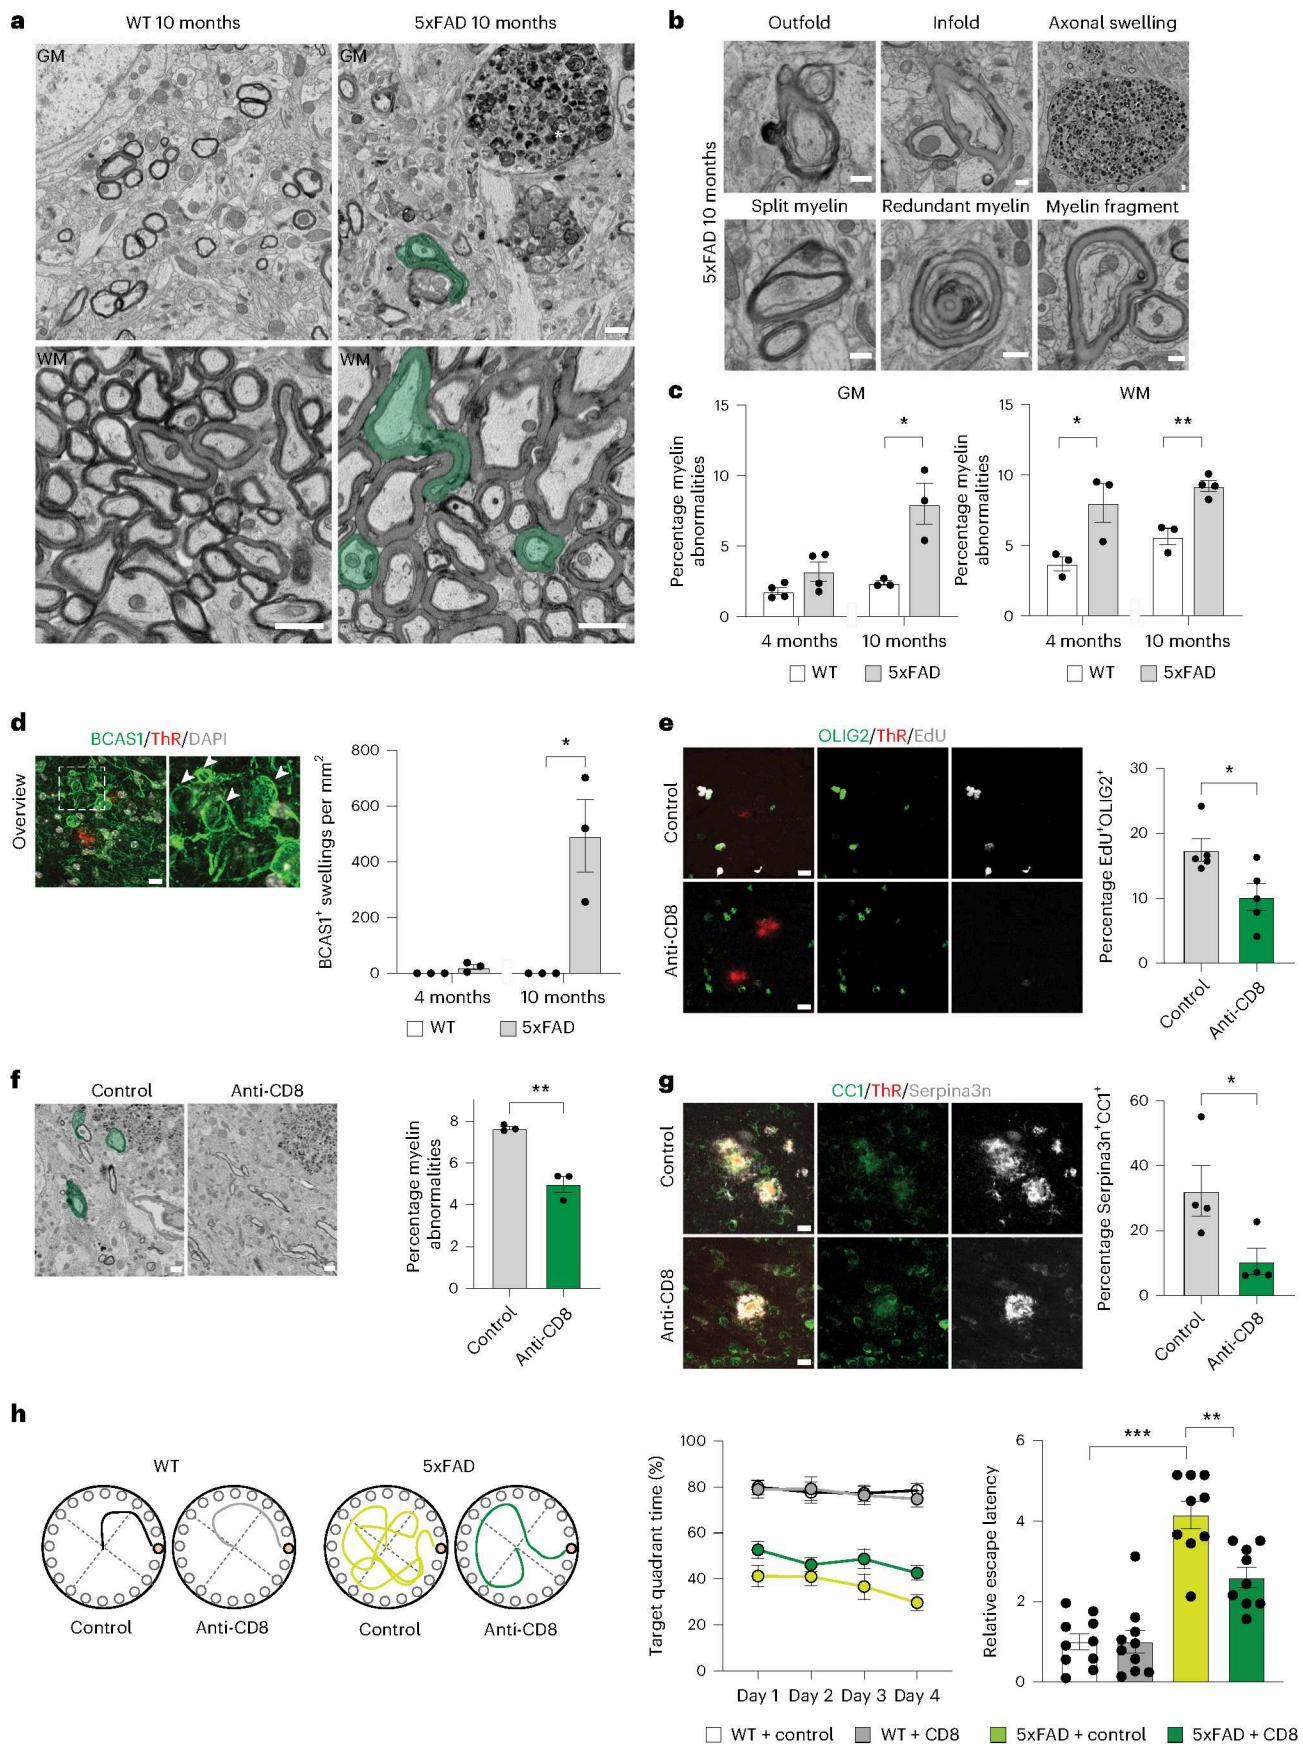 a
WT 10 months
5xFAD 10 months
GM
GM
*
WM
WM
b
Outfold
Infold
Axonal swelling
5xFAD 10 months
Split myelin
Redundant myelin
Myelin fragment
c
GM
Percentage myelin
abnormalities
15
10
5
0
*
4 months
10 months
WT
5xFAD
WM
Percentage myelin
abnormalities
15
10
5
0
*
**
4 months
10 months
WT
5xFAD
d
BCAS1/ThR/DAPI
Overview
BCAS1+ swellings per mm2
800
600
400
200
0
*
4 months
10 months
WT
5xFAD
e
OLIG2/ThR/EdU
Control
Anti-CD8
Percentage EdU+OLIG2+
30
20
10
0
*
Control
Anti-CD8
f
Control
Anti-CD8
Percentage myelin
abnormalities
8
6
4
2
0
**
Control
Anti-CD8
g
CC1/ThR/Serpina3n
Control
Anti-CD8
Percentage Serpina3n+CC1+
60
40
20
0
*
Control
Anti-CD8
h
WT
5xFAD
Control
Anti-CD8
Control
Anti-CD8
Target quadrant time (%)
100
80
60
40
20
0
Day 1
Day 2
Day 3
Day 4
Relative escape latency
6
4
2
0
***
**
WT + control
WT + CD8
5xFAD + control
5xFAD + CD8